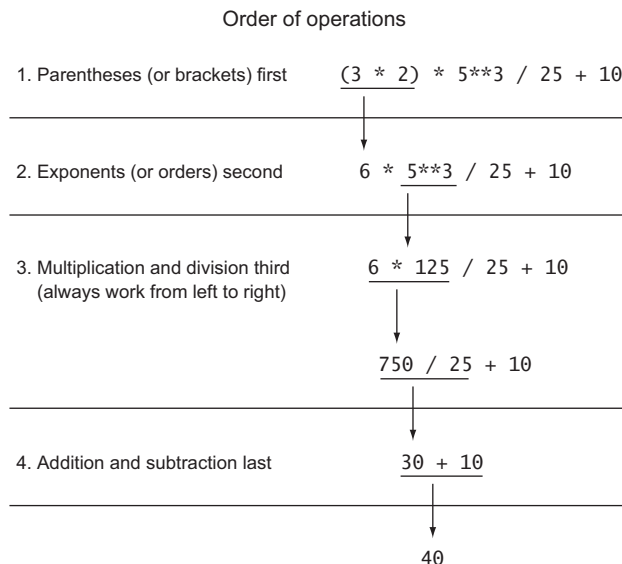 Order of operations
1. Parentheses (or brackets) first (3 * 2) * 5**3 / 25 + 10
2. Exponents (or orders) second 6 * 5**3 / 25 + 10
3. Multiplication and division third 6 * 125 / 25 + 10
(always work from left to right)
750 / 25 + 10
4. Addition and subtraction last 30 + 10
40